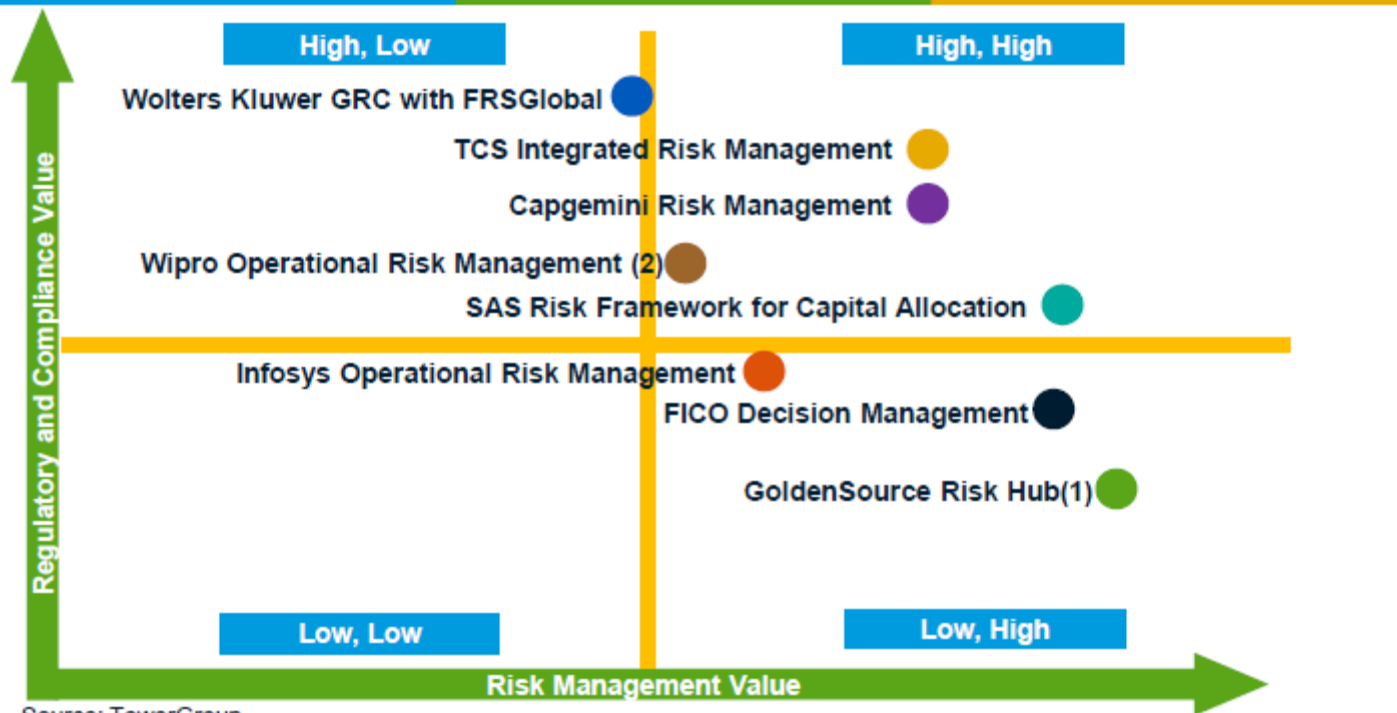 High, Low
High, High
Wolters Kluwer GRC with FRSGlobal
TCS Integrated Risk Management
Capgemini Risk Management
Wipro Operational Risk Management (2)
SAS Risk Framework for Capital Allocation
Infosys Operational Risk Management
FICO Decision Management
GoldenSource Risk Hub(1)
Low, Low
Low, High
Regulatory and Compliance Value
Risk Management Value
Source: TowerGroup